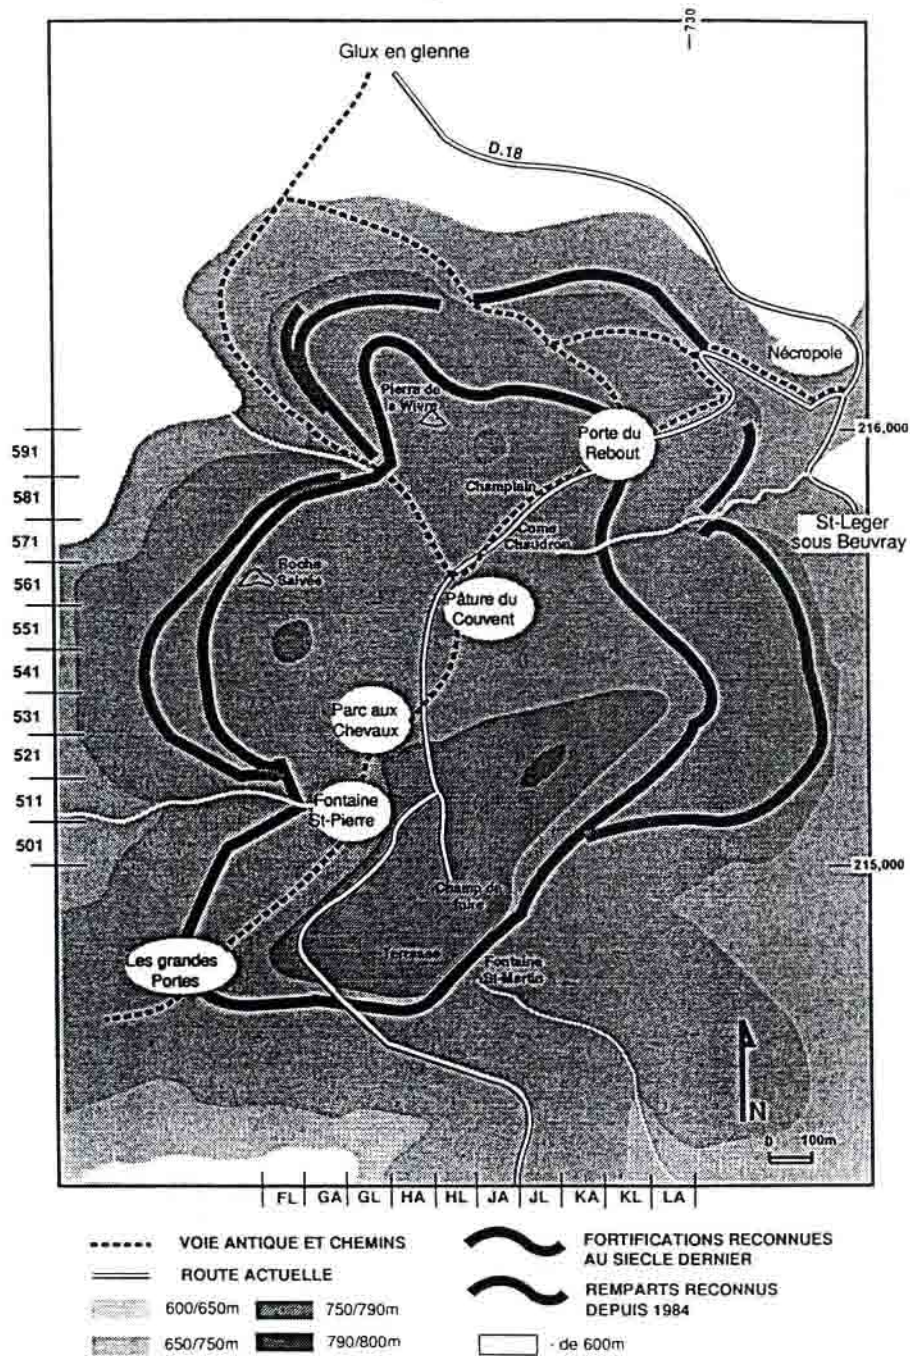 730
Glux en glenne
D.18
Nécropole
Pierre de
la Wivre
Porte du
Rebout
216,000
591
Champlain
581
Come
Chaudron
St-Leger
sous Beuvray
571
Roche
Salvée
561
Pâture du
Couvent
551
541
Parc aux
Chevaux
531
521
Fontaine
St-Pierre
511
501
215,000
Champ de
foire
Terrasse
Les grandes
Portes
Fontaine
St-Martin
N
0 100m
FL GA GL HA HL JA JL KA KL LA
VOIE ANTIQUE ET CHEMINS
ROUTE ACTUELLE
600/650m
750/790m
650/750m
790/800m
FORTIFICATIONS RECONNUES
AU SIECLE DERNIER
REMPARTS RECONNUS
DEPUIS 1984
- de 600m